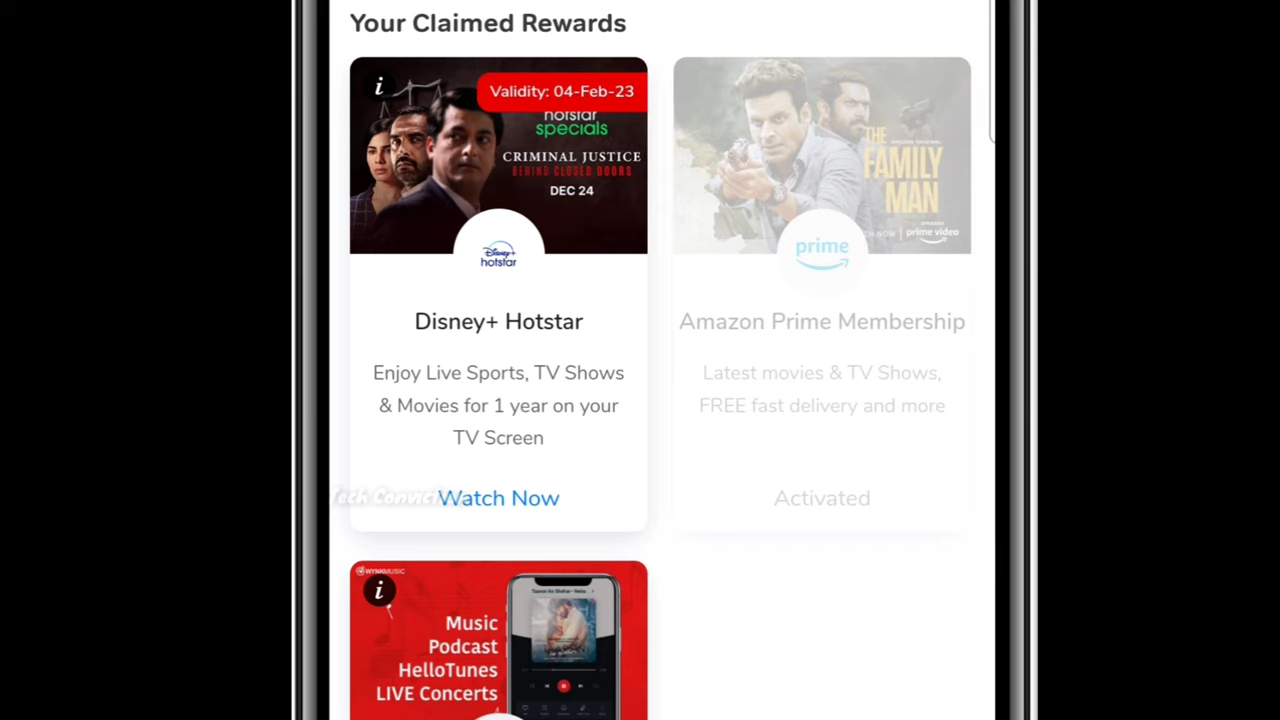 Your Claimed Rewards
i
Validity: 04-Feb-23
hotstar
specials
CRIMINAL JUSTICE
BEHIND CLOSED DOORS
DEC 24
Disney+
hotstar
Disney+ Hotstar
Enjoy Live Sports, TV Shows
& Movies for 1 year on your
TV Screen
Tech Conviction
Watch Now
THE
FAMILY
MAN
prime video
prime
Amazon Prime Membership
Latest movies & TV Shows,
FREE fast delivery and more
Activated
WYNK MUSIC
i
Music
Podcast
HelloTunes
LIVE Concerts